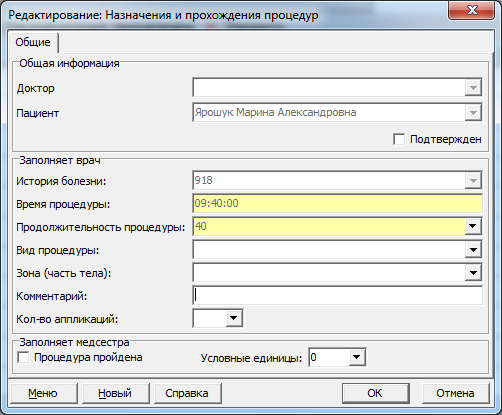 Редактирование: Назначения и прохождения процедур
Общие
Общая информация
Доктор
Пациент Ярошук Марина Александровна
Подтвержден
Заполняет врач
История болезни: 918
Время процедуры: 09:40:00
Продолжительность процедуры: 40
Вид процедуры:
Зона (часть тела):
Комментарий:
Кол-во аппликаций:
Заполняет медсестра
Процедура пройдена Условные единицы: 0
Меню Новый Справка ОК Отмена